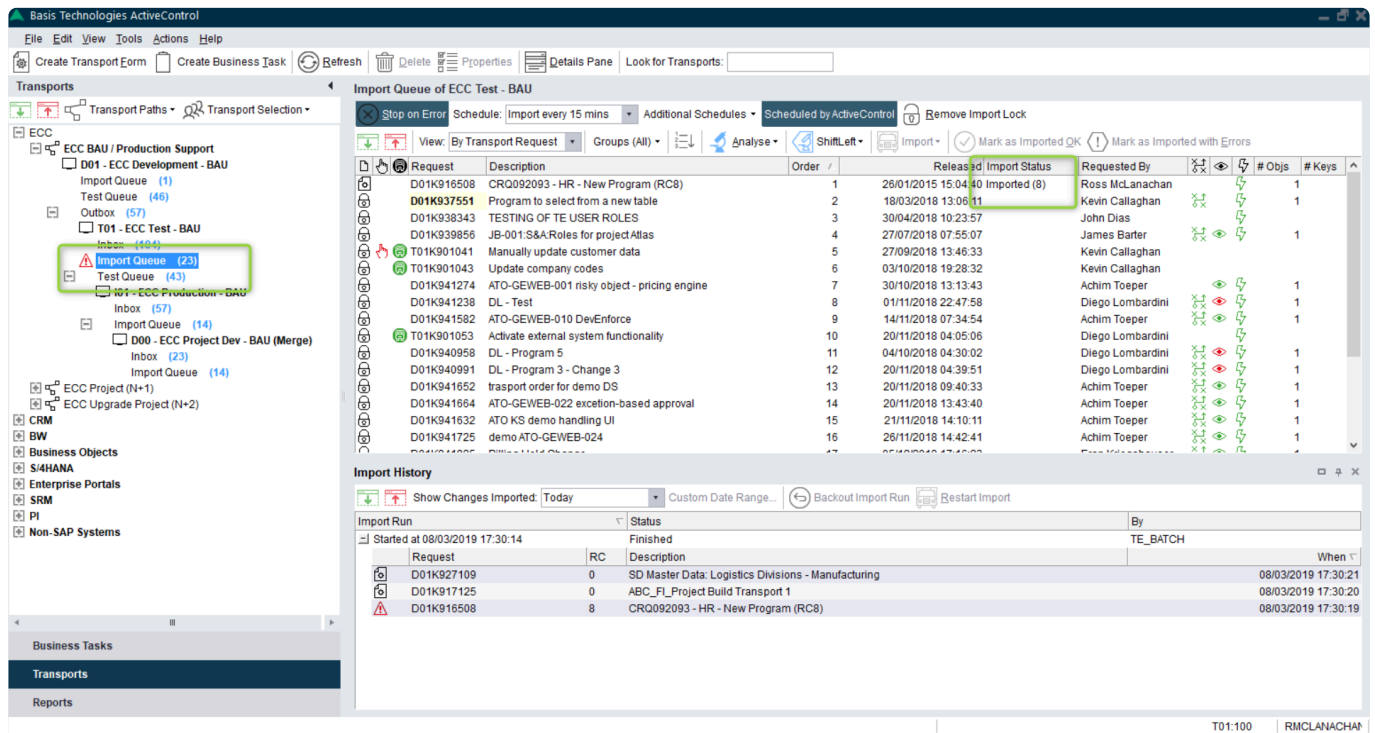 Basis Technologies ActiveControl
File Edit View Tools Actions Help
Create Transport Form Create Business Task Refresh Delete Properties Details Pane Look for Transports:
Transports
Transport Paths Transport Selection
ECC
ECC BAU / Production Support
D01 - ECC Development - BAU
Import Queue (1)
Test Queue (46)
Outbox (57)
T01 - ECC Test - BAU
Inbox (184)
Import Queue (23)
Test Queue (43)
I01 - ECC Production - BAU
Inbox (57)
Import Queue (14)
D00 - ECC Project Dev - BAU (Merge)
Inbox (23)
Import Queue (14)
ECC Project (N+1)
ECC Upgrade Project (N+2)
CRM
BW
Business Objects
S/4HANA
Enterprise Portals
SRM
PI
Non-SAP Systems
Business Tasks
Transports
Reports
Import Queue of ECC Test - BAU
Stop on Error Schedule: Import every 15 mins Additional Schedules Scheduled by ActiveControl Remove Import Lock
View: By Transport Request Groups (All) Analyse ShiftLeft Import Mark as Imported OK Mark as Imported with Errors
Request Description Order Released Import Status Requested By # Objs # Keys
D01K916508 CRQ092093 - HR - New Program (RC8) 1 26/01/2015 15:04:40 Imported (8) Ross McLanachan 1
D01K937551 Program to select from a new table 2 18/03/2018 13:06:11 Kevin Callaghan 1
D01K938343 TESTING OF TE USER ROLES 3 30/04/2018 10:23:57 John Dias
D01K939856 JB-001:S&A:Roles for project Atlas 4 27/07/2018 07:55:07 James Barter 1
T01K901041 Manually update customer data 5 27/09/2018 13:46:33 Kevin Callaghan
T01K901043 Update company codes 6 03/10/2018 19:28:32 Kevin Callaghan
D01K941274 ATO-GEWEB-001 risky object - pricing engine 7 30/10/2018 13:13:43 Achim Toeper 1
D01K941238 DL - Test 8 01/11/2018 22:47:58 Diego Lombardini 1
D01K941582 ATO-GEWEB-010 DevEnforce 9 14/11/2018 07:34:54 Achim Toeper 1
T01K901053 Activate external system functionality 10 20/11/2018 04:05:06 Diego Lombardini
D01K940958 DL - Program 5 11 04/10/2018 04:30:02 Diego Lombardini 1
D01K940991 DL - Program 3 - Change 3 12 20/11/2018 04:39:51 Diego Lombardini 1
D01K941652 trasport order for demo DS 13 20/11/2018 09:40:33 Achim Toeper 1
D01K941664 ATO-GEWEB-022 excetion-based approval 14 20/11/2018 13:43:40 Achim Toeper 1
D01K941632 ATO KS demo handling UI 15 21/11/2018 14:10:11 Achim Toeper 1
D01K941725 demo ATO-GEWEB-024 16 26/11/2018 14:42:41 Achim Toeper 1
Import History
Show Changes Imported: Today Custom Date Range... Backout Import Run Restart Import
Import Run Status By
Started at 08/03/2019 17:30:14 Finished TE_BATCH
Request RC Description When
D01K927109 0 SD Master Data: Logistics Divisions - Manufacturing 08/03/2019 17:30:21
D01K917125 0 ABC_FI_Project Build Transport 1 08/03/2019 17:30:20
D01K916508 8 CRQ092093 - HR - New Program (RC8) 08/03/2019 17:30:19
T01:100 RMCLANACHAN